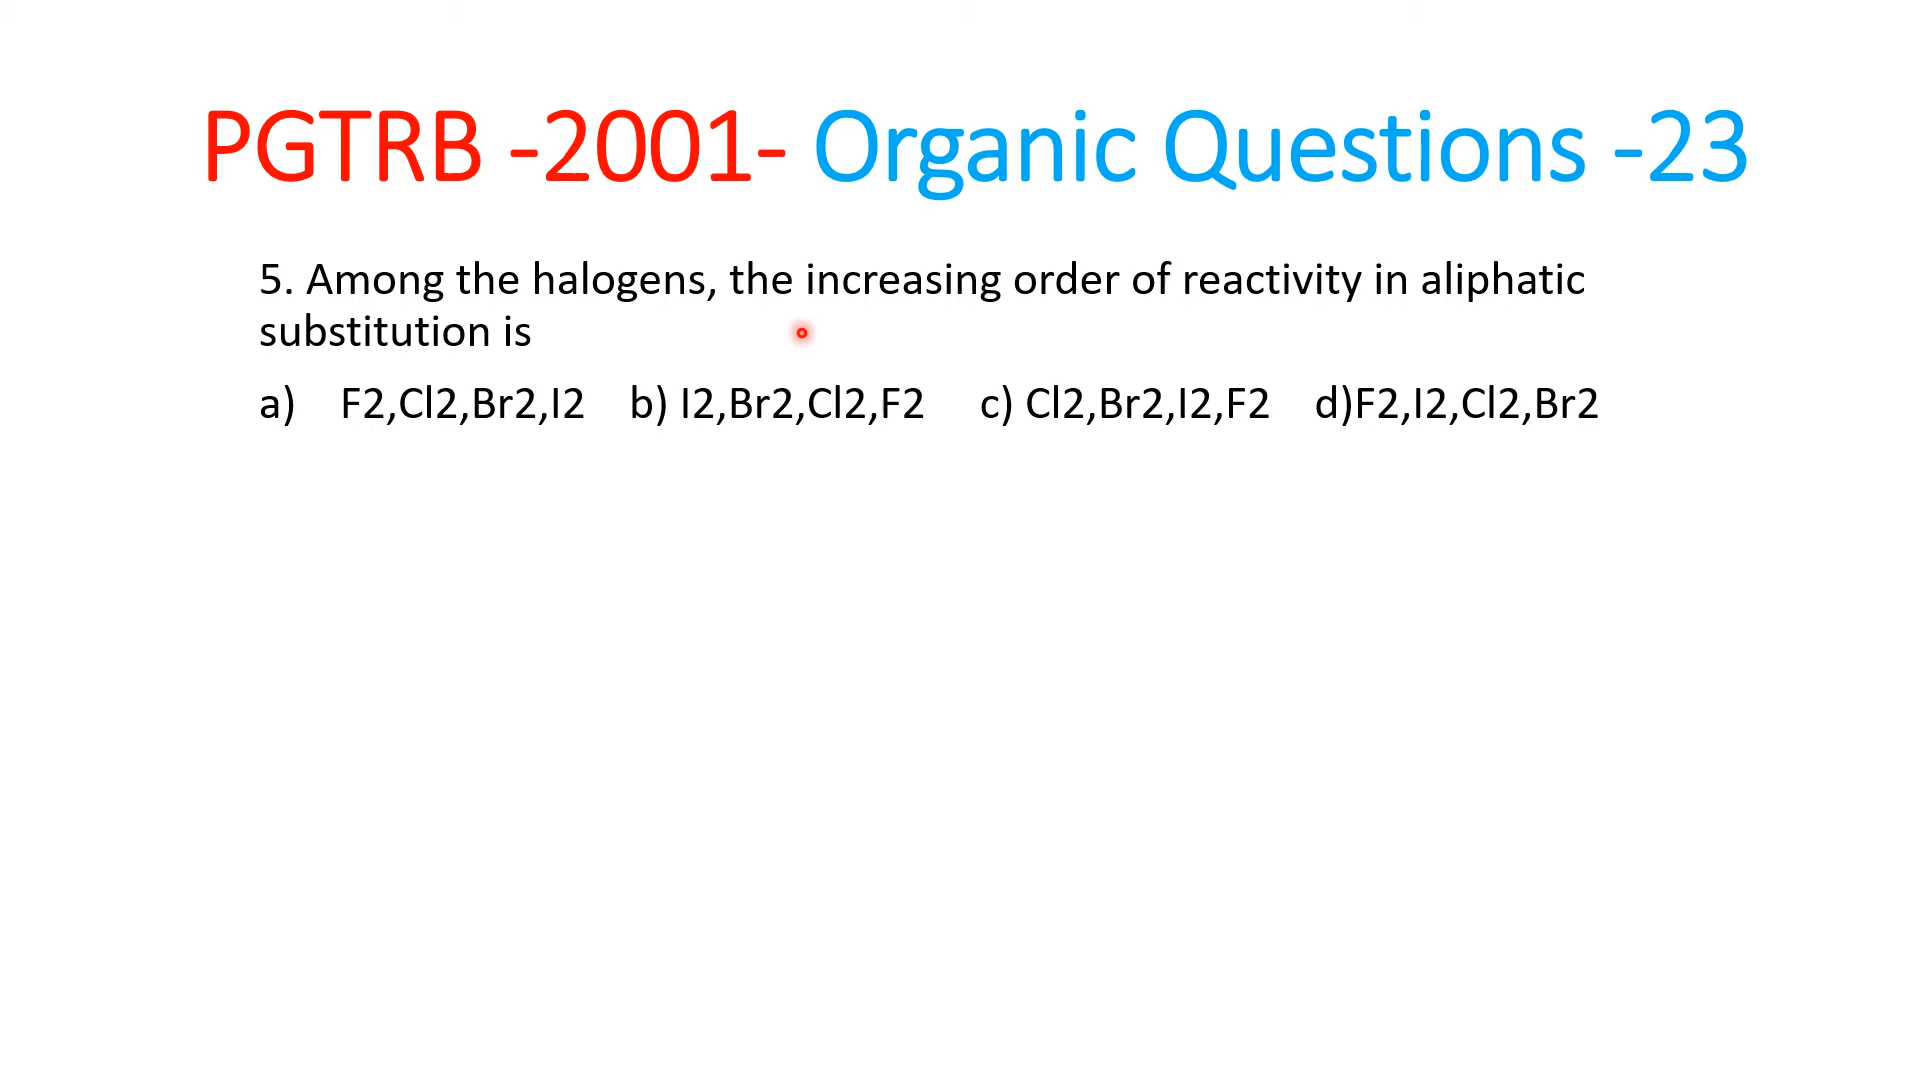 PGTRB -2001- Organic Questions -23
5. Among the halogens, the increasing order of reactivity in aliphatic
substitution is
a) F2,Cl2,Br2,I2 b) I2,Br2,Cl2,F2 c) Cl2,Br2,I2,F2 d)F2,I2,Cl2,Br2